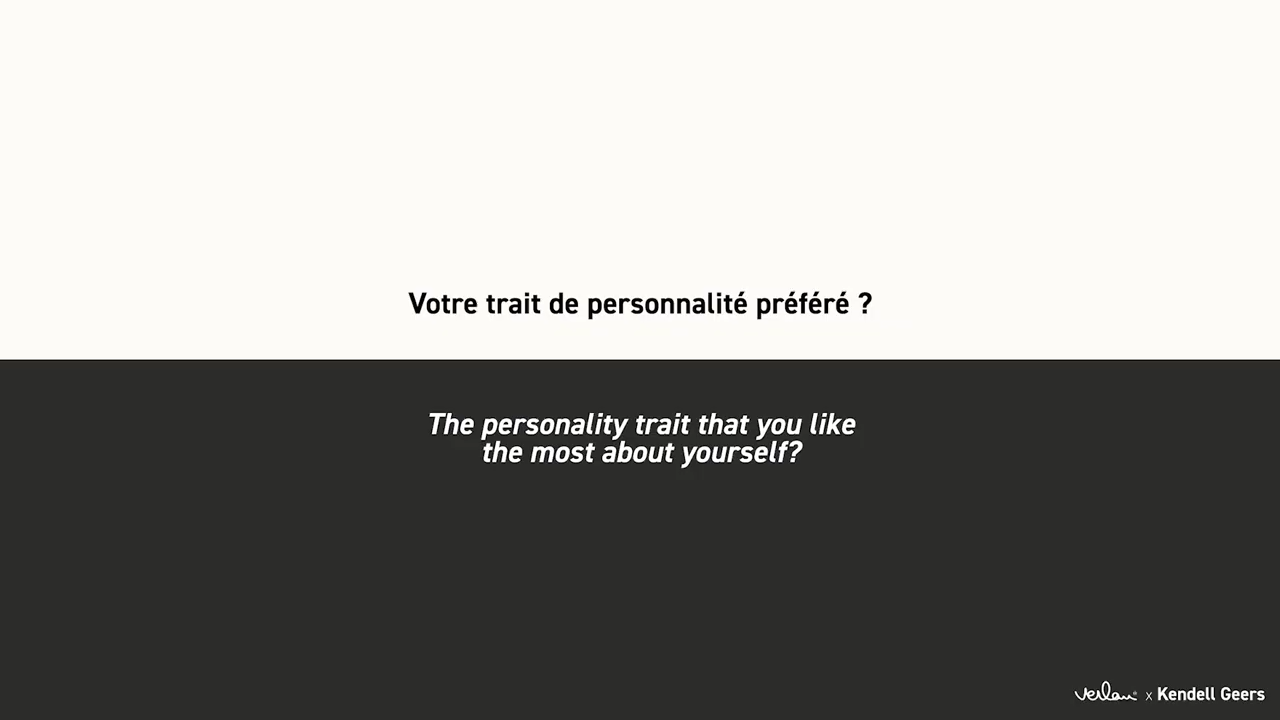 Votre trait de personnalité préféré ?
The personality trait that you like
the most about yourself?
verlan® x Kendell Geers